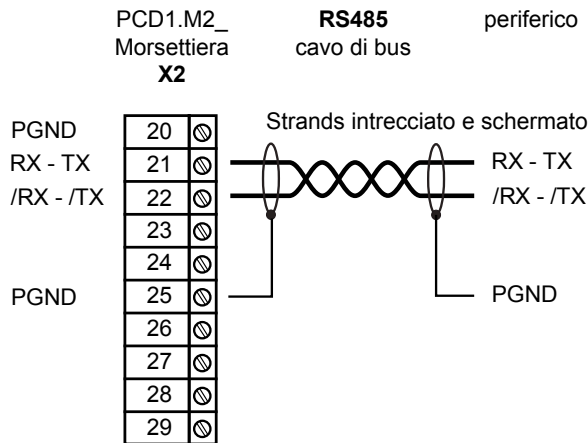 PCD1.M2_ RS485 periferico
Morsettiera cavo di bus
X2
PGND 20 Strands intrecciato e schermato
RX - TX 21 RX - TX
/RX - /TX 22 /RX - /TX
23
24
PGND 25 PGND
26
27
28
29